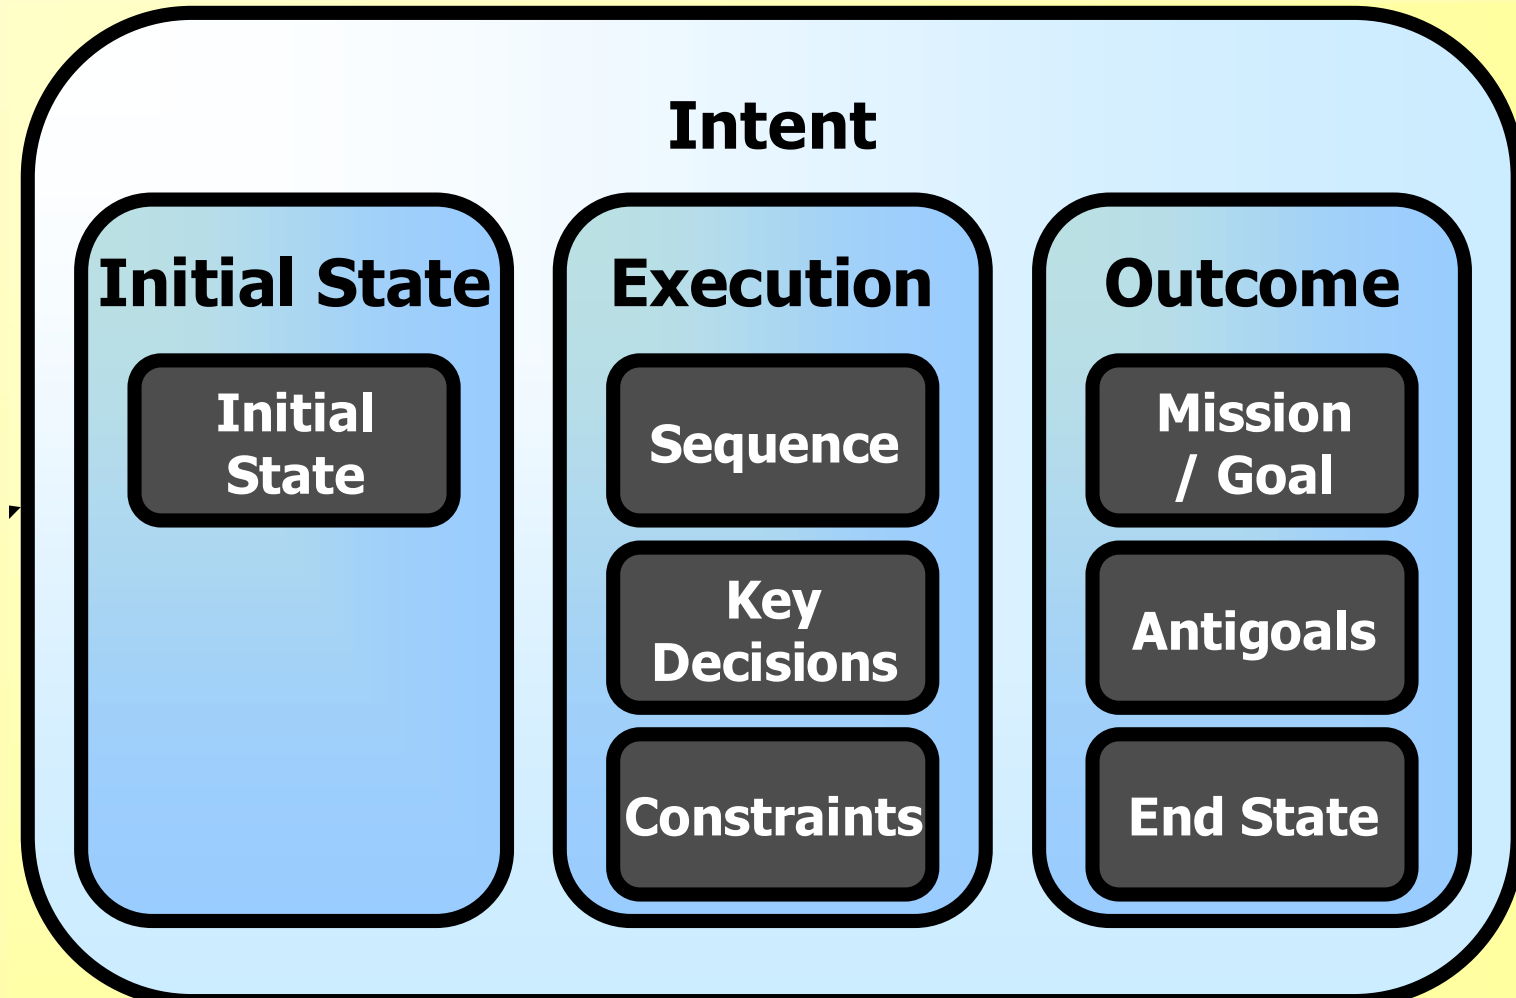 Intent
Initial State
Initial
State
Execution
Sequence
Key
Decisions
Constraints
Outcome
Mission
/ Goal
Antigoals
End State